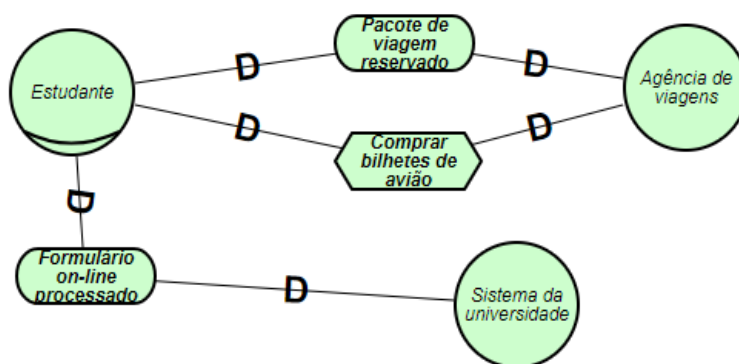 Pacote de
viagem
reservado
D
D
Estudante
Agência de
viagens
D
D
Comprar
bilhetes de
avião
D
Formulário
on-line
processado
D
Sistema da
universidade